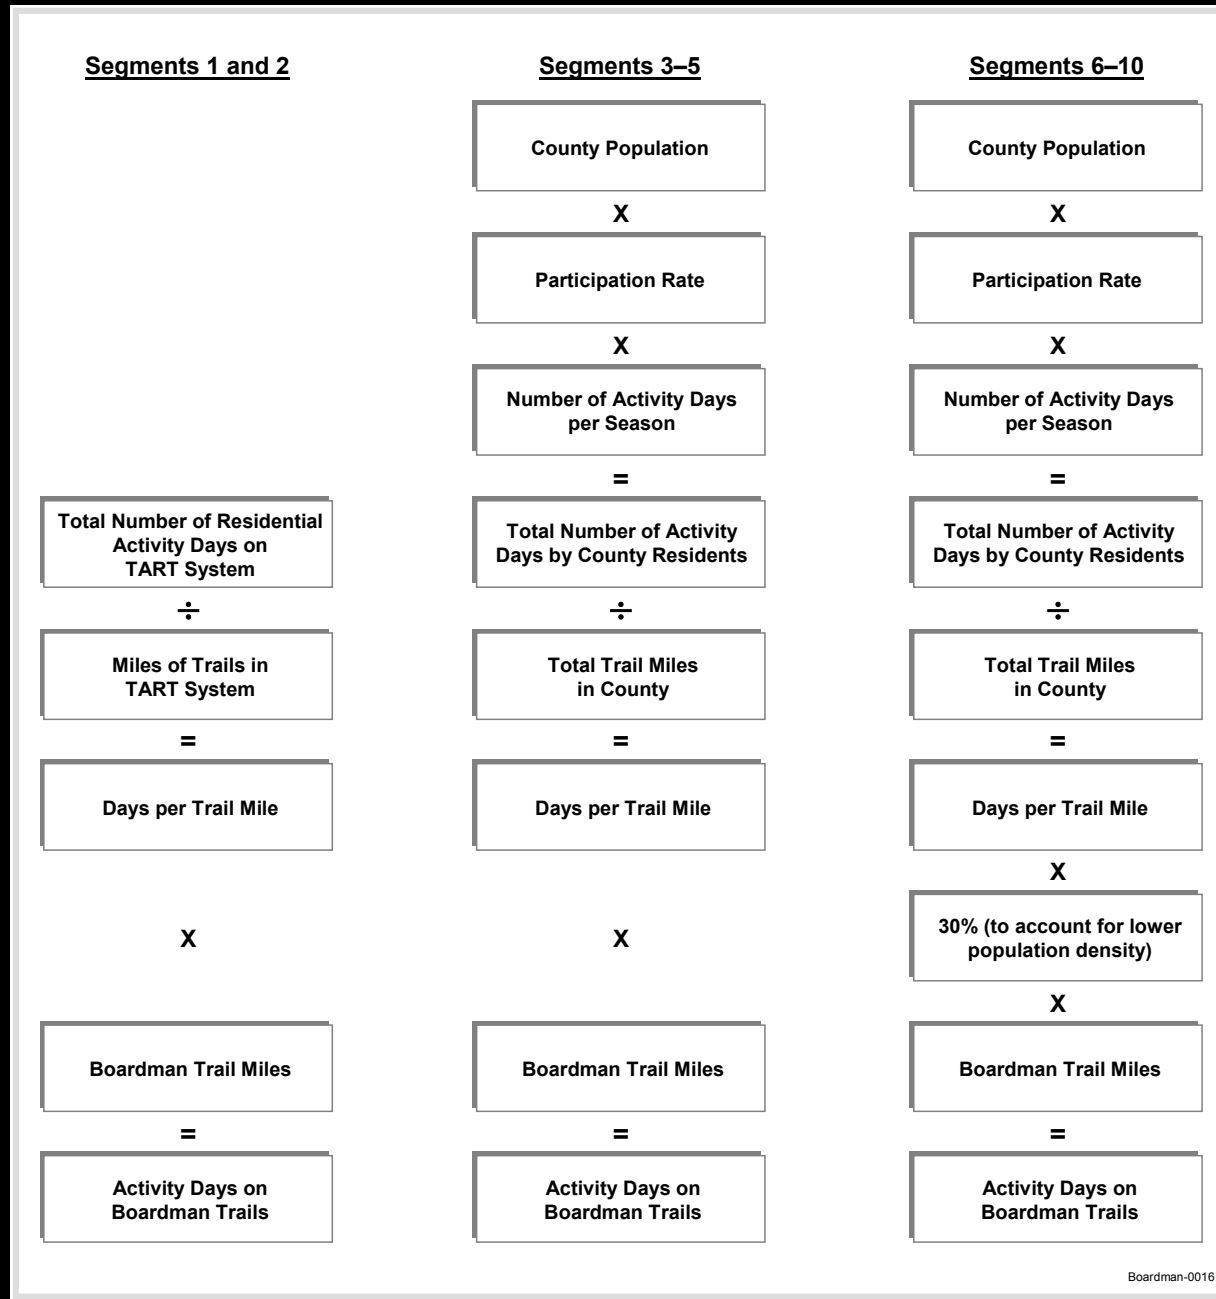 Segments 1 and 2
Total Number of Residential
Activity Days on
TART System
÷
Miles of Trails in
TART System
=
Days per Trail Mile
X
Boardman Trail Miles
=
Activity Days on
Boardman Trails
Segments 3–5
County Population
X
Participation Rate
X
Number of Activity Days
per Season
=
Total Number of Activity
Days by County Residents
÷
Total Trail Miles
in County
=
Days per Trail Mile
X
Boardman Trail Miles
=
Activity Days on
Boardman Trails
Segments 6–10
County Population
X
Participation Rate
X
Number of Activity Days
per Season
=
Total Number of Activity
Days by County Residents
÷
Total Trail Miles
in County
=
Days per Trail Mile
X
30% (to account for lower
population density)
X
Boardman Trail Miles
=
Activity Days on
Boardman Trails
Boardman-0016